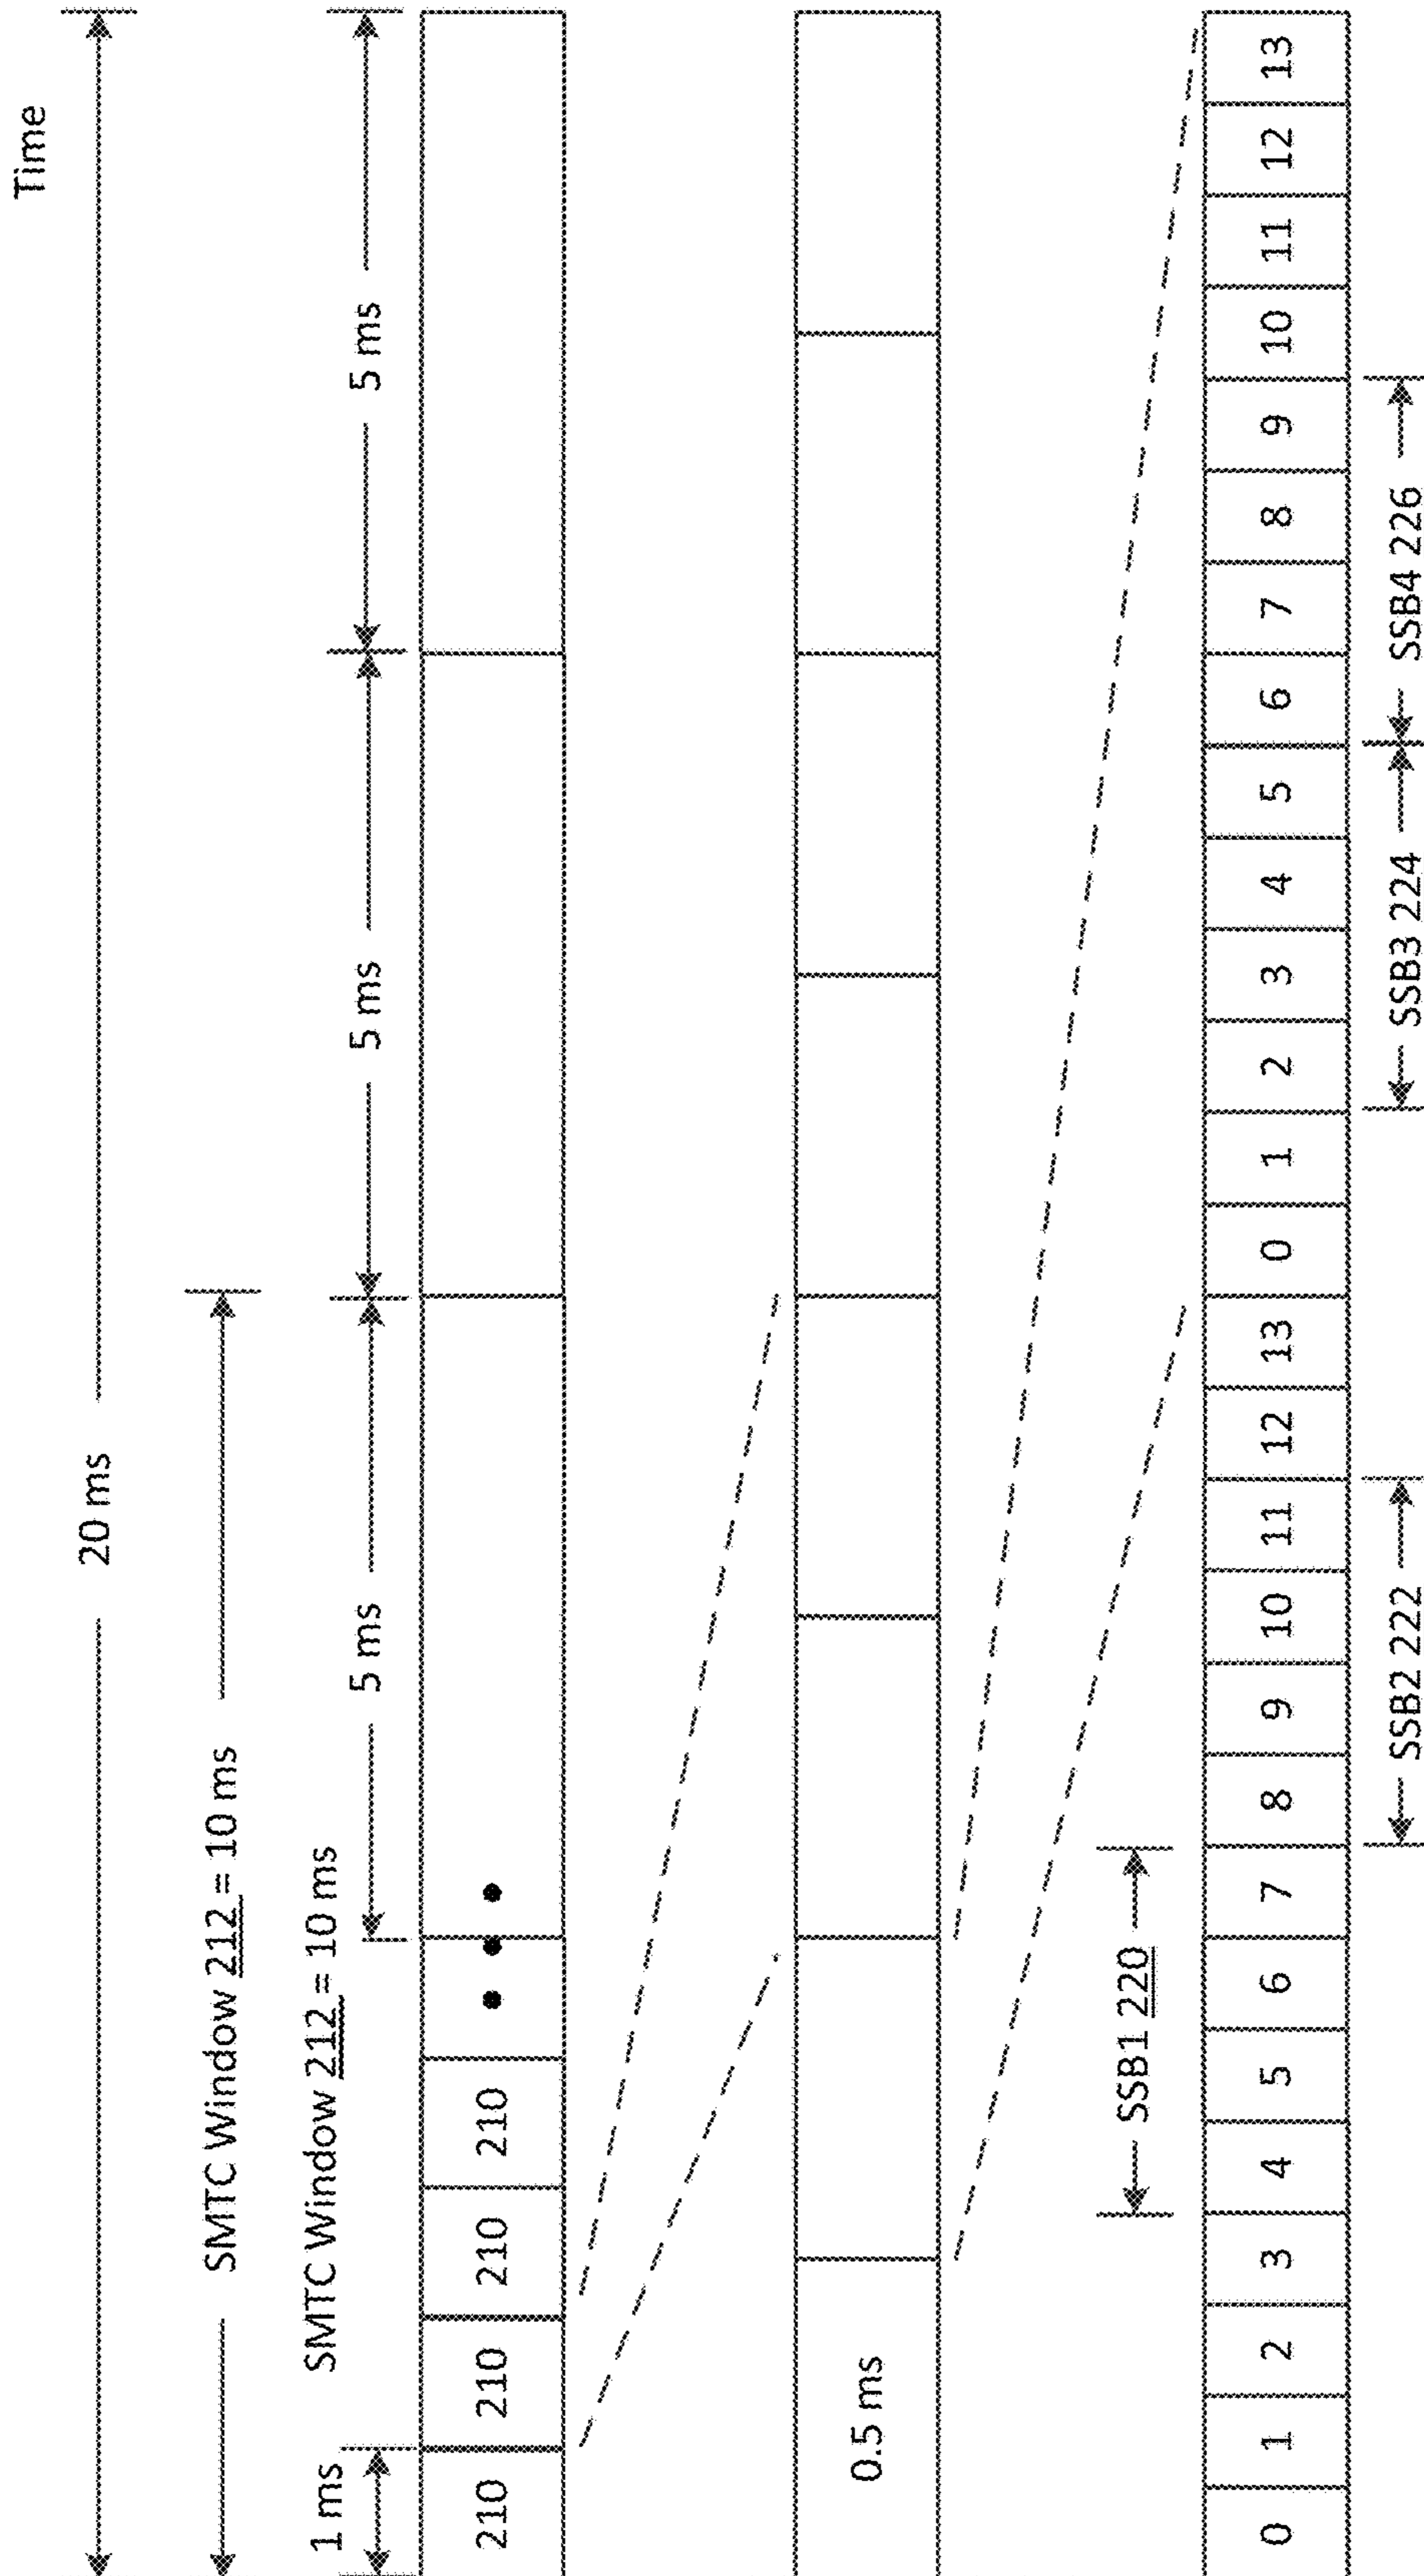 Time
20 ms
SMTC Window 212 = 10 ms
SMTC Window 212 = 10 ms
1 ms
5 ms
5 ms
5 ms
210 210 210 210
0.5 ms
SSB1 220
0 1 2 3 4 5 6 7 8 9 10 11 12 13 0 1 2 3 4 5 6 7 8 9 10 11 12 13
SSB2 222
SSB3 224
SSB4 226